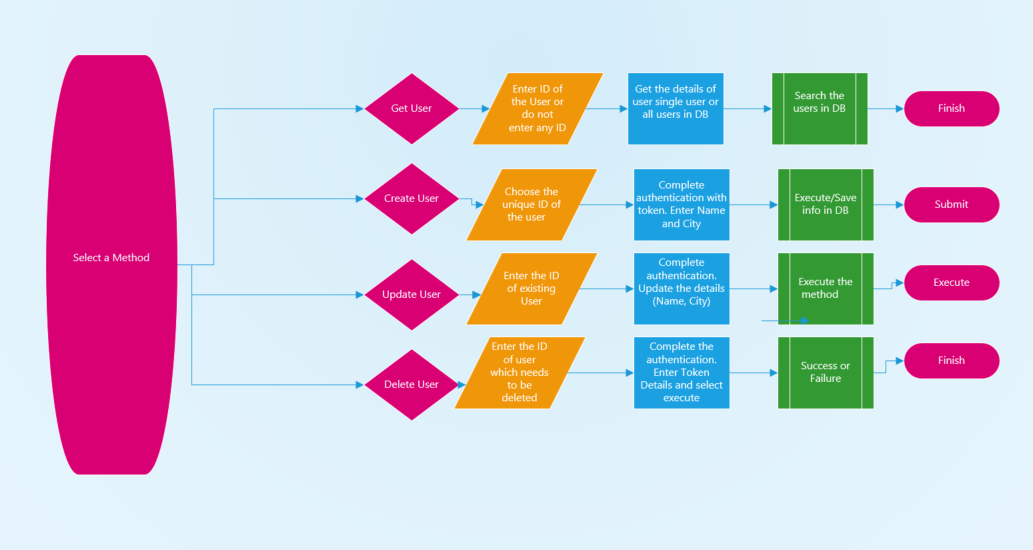 Select a Method
Get User
Enter ID of
the User or
do not
enter any ID
Get the details of
user single user or
all users in DB
Search the
users in DB
Finish
Create User
Choose the
unique ID of
the user
Complete
authentication with
token. Enter Name
and City
Execute/Save
info in DB
Submit
Update User
Enter the ID
of existing
User
Complete
authentication.
Update the details
(Name, City)
Execute the
method
Execute
Delete User
Enter the ID
of user
which needs
to be
deleted
Complete the
authentication.
Enter Token
Details and select
execute
Success or
Failure
Finish